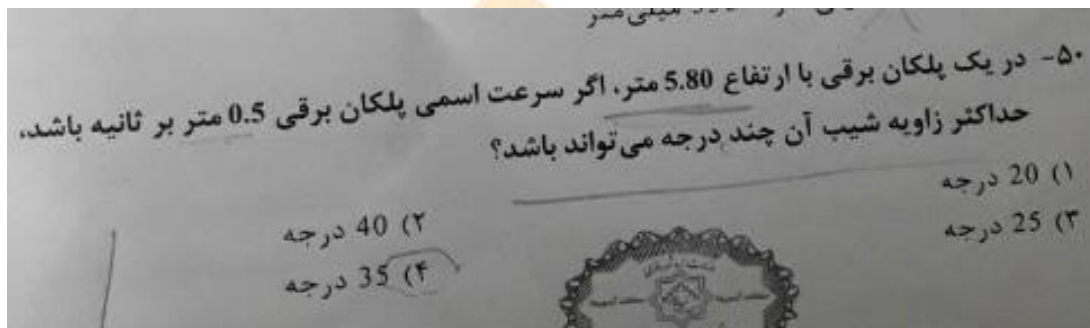 میلی متر
۵۰- در یک پلکان برقی با ارتفاع 5.80 متر، اگر سرعت اسمی پلکان برقی 0.5 متر بر ثانیه باشد،
حداکثر زاویه شیب آن چند درجه می‌تواند باشد؟
۱) 20 درجه
۲) 40 درجه
۳) 25 درجه
۴) 35 درجه